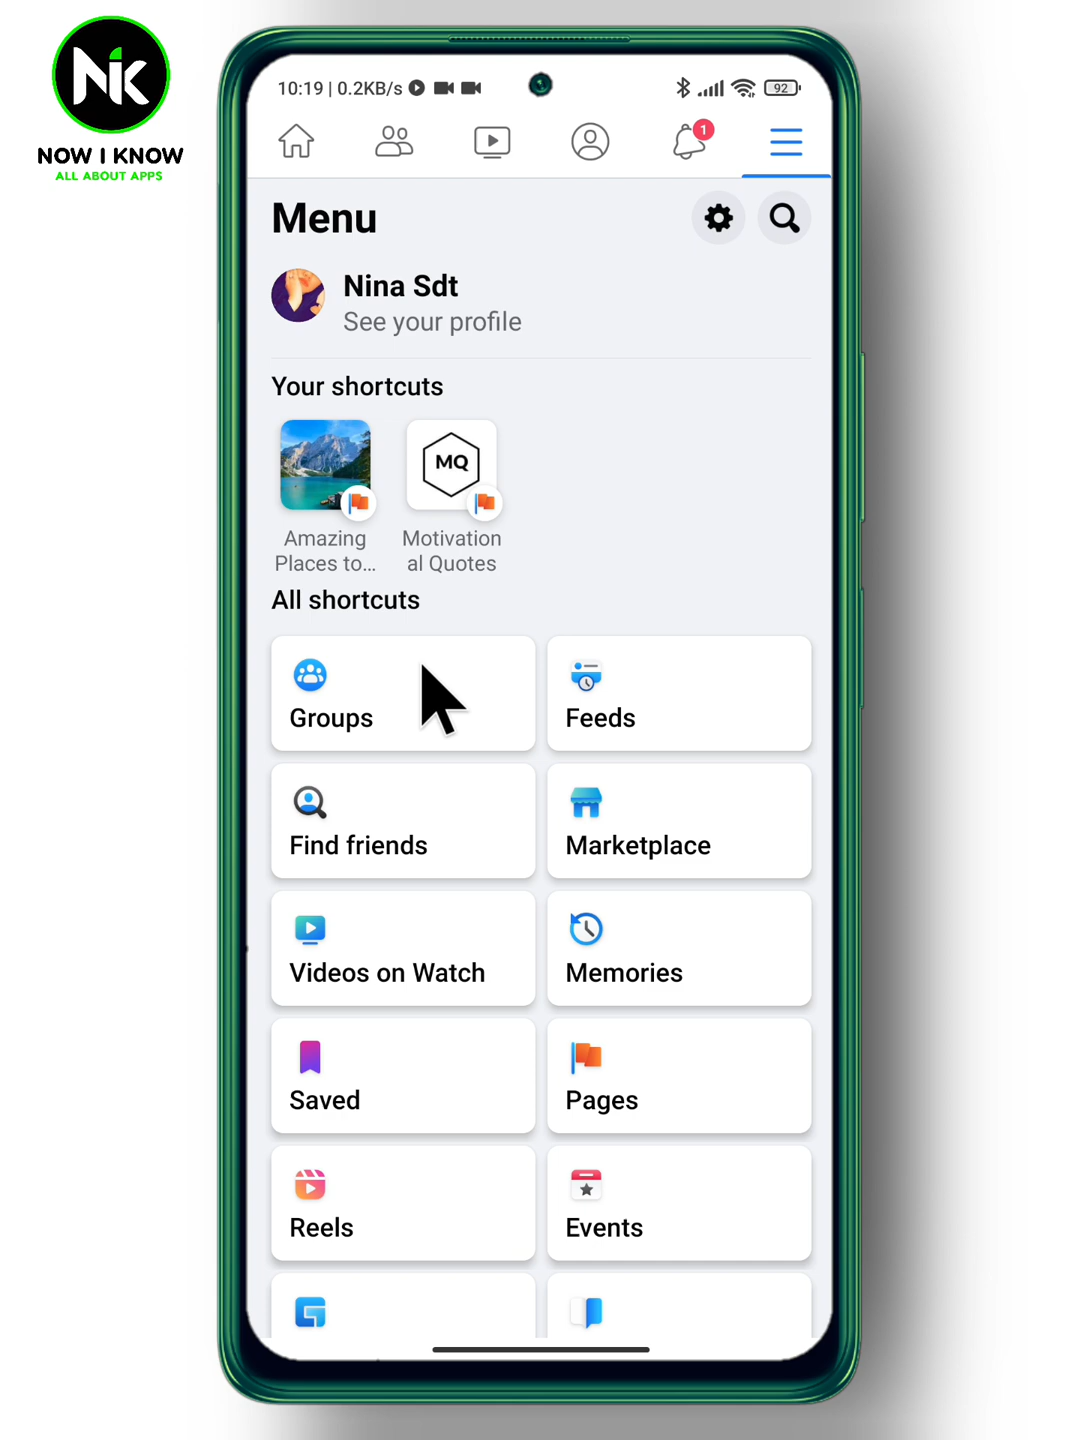 NK
NOW I KNOW
ALL ABOUT APPS
10:19 | 0.2KB/s
92
1
Menu
Nina Sdt
See your profile
Your shortcuts
MQ
Amazing
Places to...
Motivation
al Quotes
All shortcuts
Groups
Feeds
Find friends
Marketplace
Videos on Watch
Memories
Saved
Pages
Reels
Events